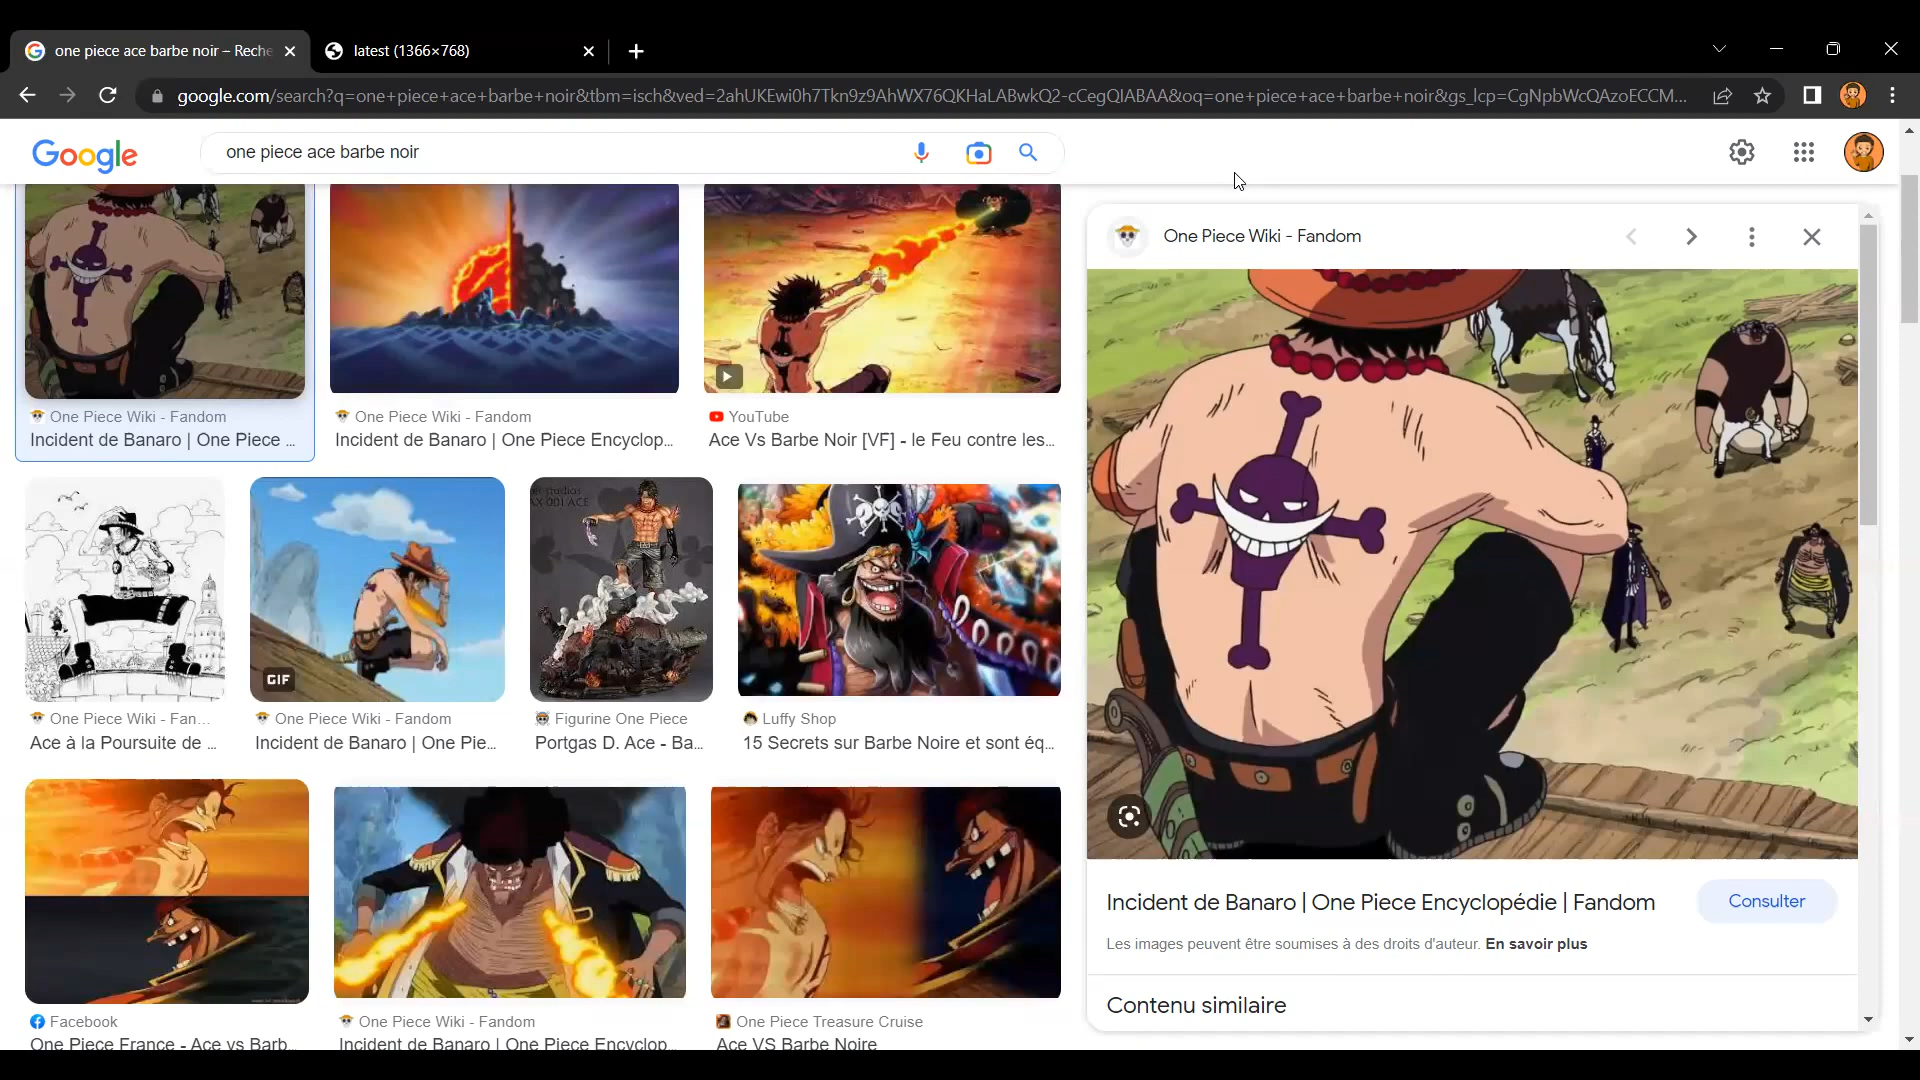 one piece ace barbe noir – Reche
latest (1366×768)
google.com/search?q=one+piece+ace+barbe+noir&tbm=isch&ved=2ahUKEwi0h7Tkn9z9AhWX76QKHaLABwkQ2-cCegQIABAA&oq=one+piece+ace+barbe+noir&gs_lcp=CgNpbWcQAzoECCM...
Google
one piece ace barbe noir
One Piece Wiki - Fandom
Incident de Banaro | One Piece ...
One Piece Wiki - Fandom
Incident de Banaro | One Piece Encyclop...
YouTube
Ace Vs Barbe Noir [VF] - le Feu contre les...
GIF
One Piece Wiki - Fan...
Ace à la Poursuite de ...
One Piece Wiki - Fandom
Incident de Banaro | One Pie...
Figurine One Piece
Portgas D. Ace - Ba...
Luffy Shop
15 Secrets sur Barbe Noire et sont éq...
Facebook
One Piece France - Ace vs Barb...
One Piece Wiki - Fandom
Incident de Banaro | One Piece Encyclop...
One Piece Treasure Cruise
Ace VS Barbe Noire
One Piece Wiki - Fandom
Incident de Banaro | One Piece Encyclopédie | Fandom
Consulter
Les images peuvent être soumises à des droits d'auteur. En savoir plus
Contenu similaire